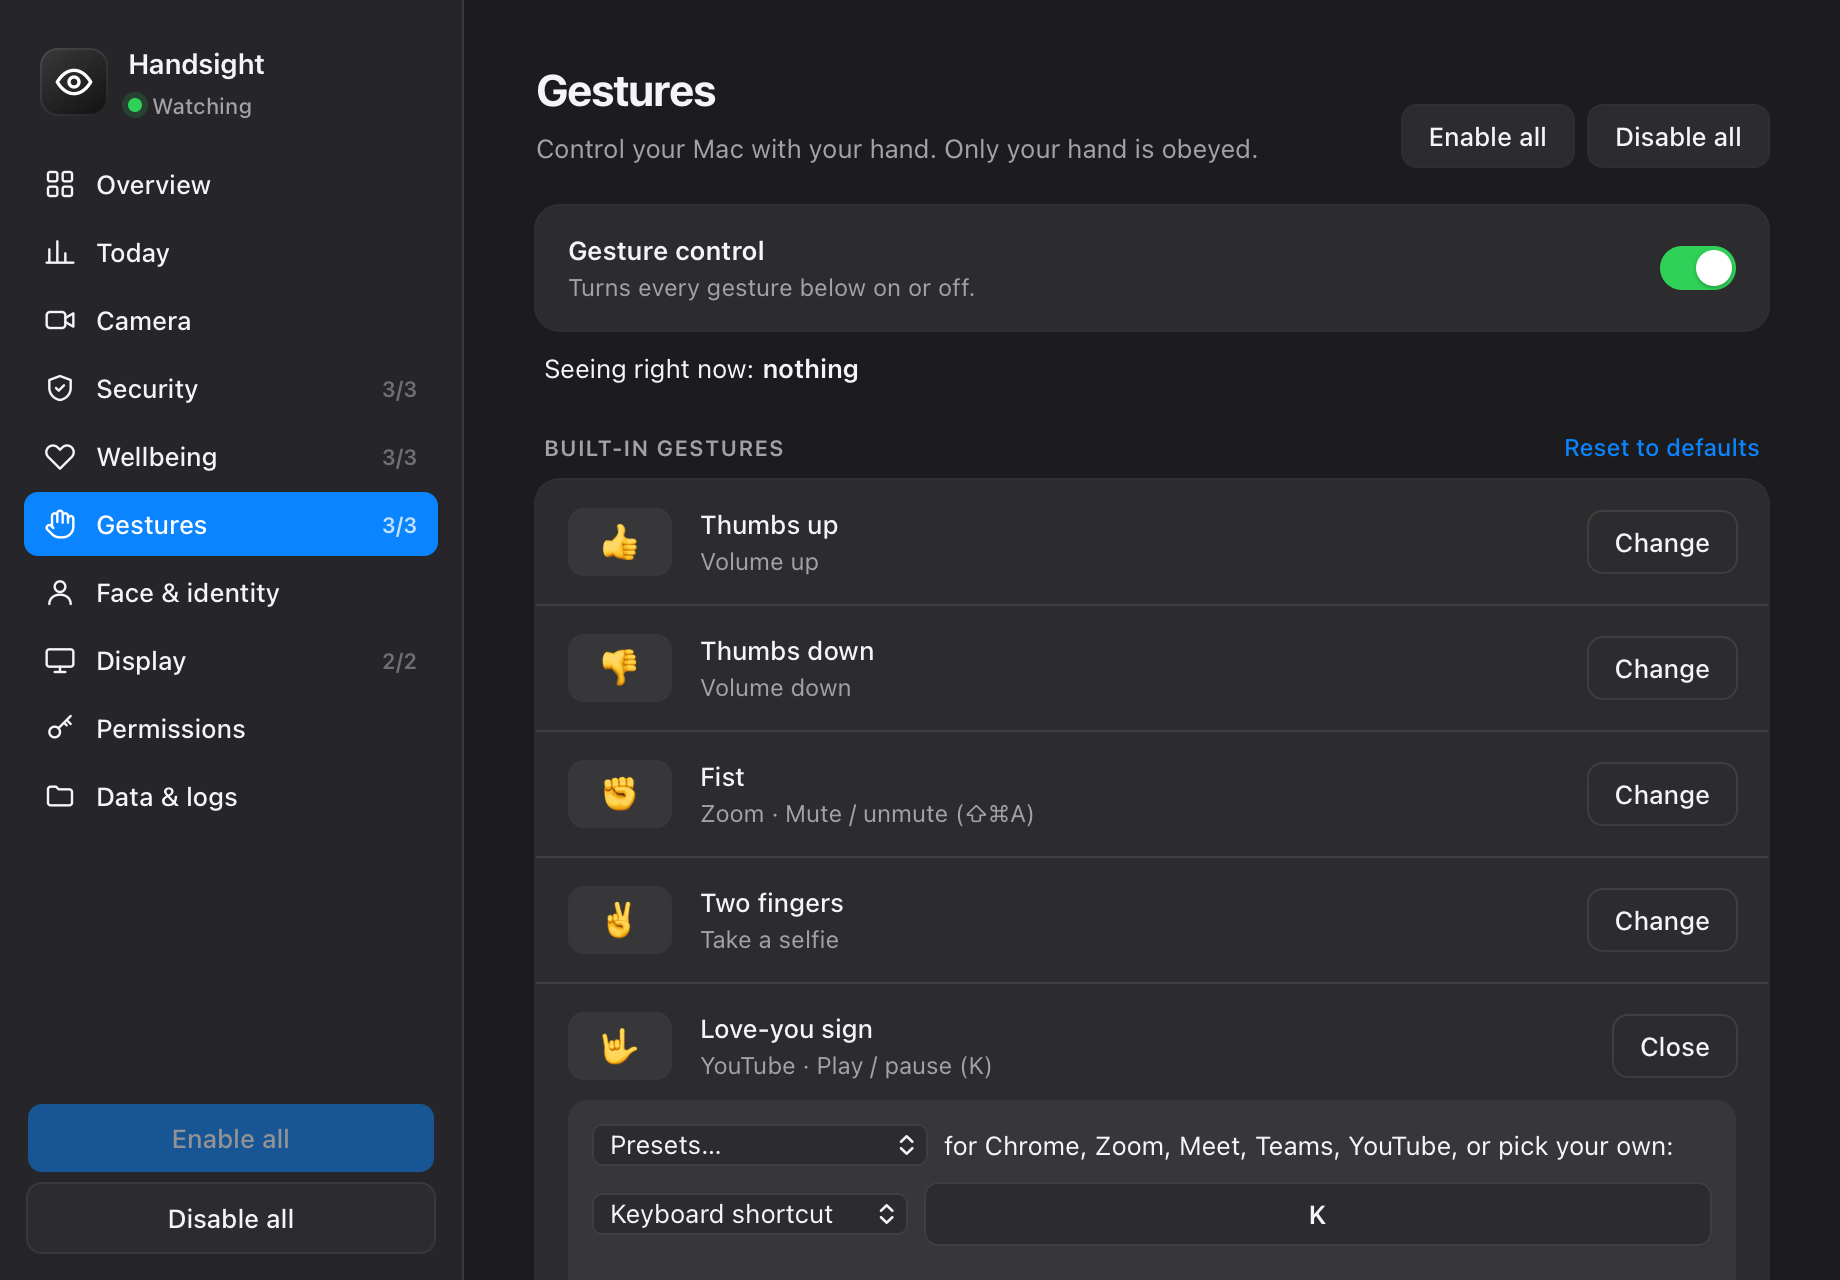 Handsight
Watching
Overview
Today
Camera
Security 3/3
Wellbeing 3/3
Gestures 3/3
Face & identity
Display 2/2
Permissions
Data & logs
Enable all
Disable all
Gestures
Control your Mac with your hand. Only your hand is obeyed.
Enable all
Disable all
Gesture control
Turns every gesture below on or off.
Seeing right now: nothing
BUILT-IN GESTURES
Reset to defaults
Thumbs up
Volume up
Change
Thumbs down
Volume down
Change
Fist
Zoom · Mute / unmute (⇧⌘A)
Change
Two fingers
Take a selfie
Change
Love-you sign
YouTube · Play / pause (K)
Close
Presets... for Chrome, Zoom, Meet, Teams, YouTube, or pick your own:
Keyboard shortcut K